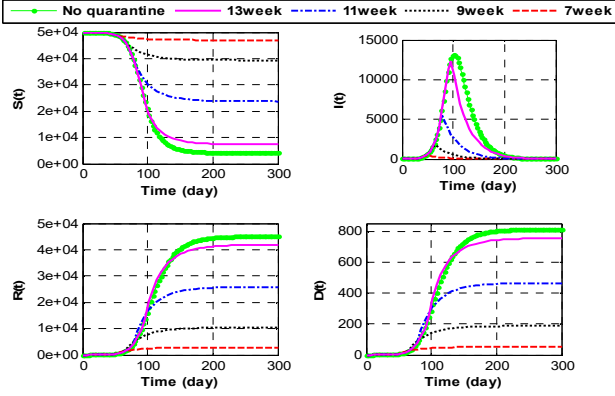 No quarantine 13week 11week 9week 7week
5e+04
4e+04
3e+04
2e+04
1e+04
0e+00
S(t)
0 100 200 300
Time (day)
15000
10000
5000
0
I(t)
0 100 200 300
Time (day)
5e+04
4e+04
3e+04
2e+04
1e+04
0e+00
R(t)
0 100 200 300
Time (day)
800
600
400
200
0
D(t)
0 100 200 300
Time (day)